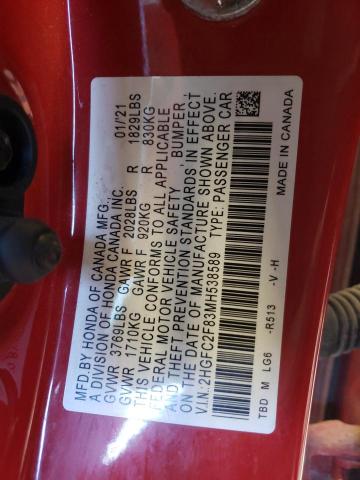 MFD.BY HONDA OF CANADA MFG., 01/'21
A DIVISION OF HONDA CANADA INC.
GVWR 3769LBS GAWR F 2028LBS R 1829LBS
GVWR 1710KG GAWR F 920KG R 830KG
THIS VEHICLE CONFORMS TO ALL APPLICABLE
FEDERAL MOTOR VEHICLE SAFETY BUMPER
AND THEFT PREVENTION STANDARDS IN EFFECT
ON THE DATE OF MANUFACTURE SHOWN ABOVE.
V.I.N.:2HGFC2F83MH538589 TYPE: PASSENGER CAR
TBD M LG6 -R513 -V -H MADE IN CANADA